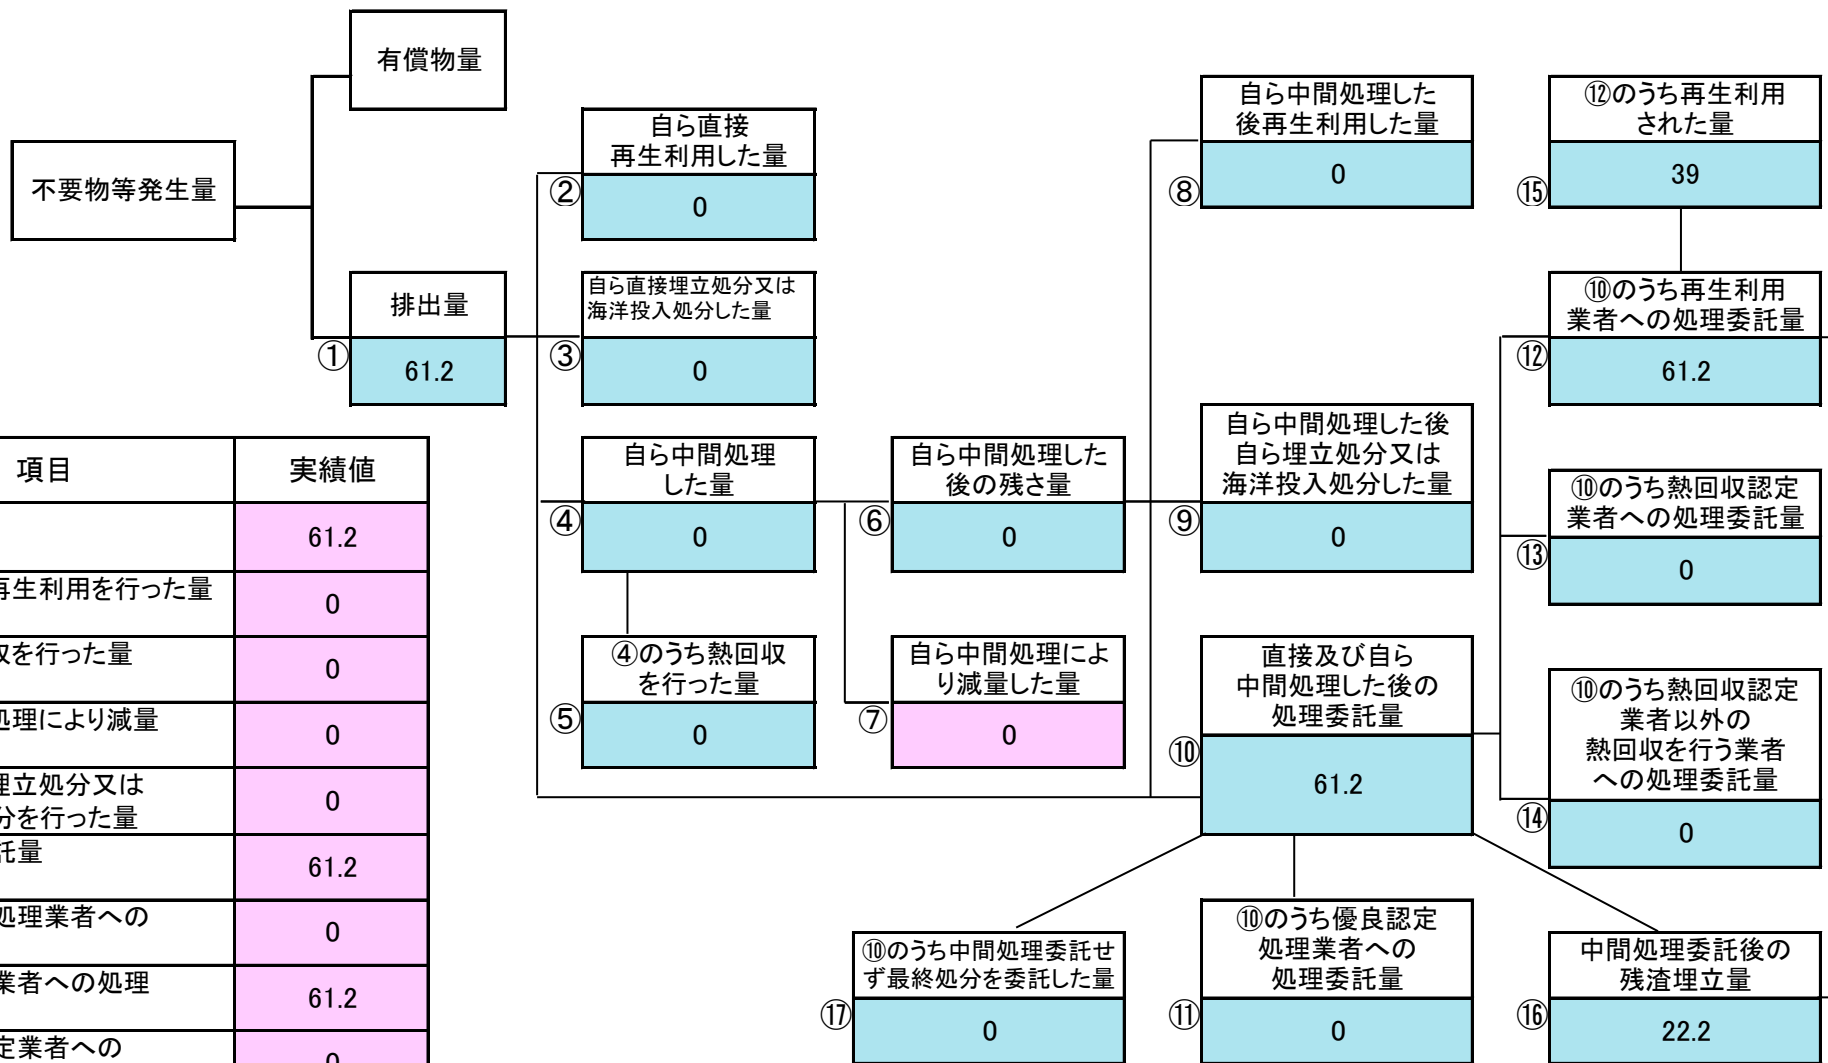 有償物量
不要物等発生量
排出量
①
61.2
自ら直接
再生利用した量
②
0
自ら直接埋立処分又は
海洋投入処分した量
③
0
自ら中間処理
した量
④
0
④のうち熱回収
を行った量
⑤
0
自ら中間処理した
後の残さ量
⑥
0
自ら中間処理によ
り減量した量
⑦
0
自ら中間処理した
後再生利用した量
⑧
0
自ら中間処理した後
自ら埋立処分又は
海洋投入処分した量
⑨
0
直接及び自ら
中間処理した後の
処理委託量
⑩
61.2
⑫のうち再生利用
された量
⑮
39
⑩のうち再生利用
業者への処理委託量
⑫
61.2
⑩のうち熱回収認定
業者への処理委託量
⑬
0
⑩のうち熱回収認定
業者以外の
熱回収を行う業者
への処理委託量
⑭
0
⑩のうち中間処理委託せ
ず最終処分を委託した量
⑰
0
⑩のうち優良認定
処理業者への
処理委託量
⑪
0
中間処理委託後の
残渣埋立量
⑯
22.2
項目 実績値
61.2
再生利用を行った量
0
収を行った量
0
処理により減量
0
埋立処分又は
分を行った量
0
託量
61.2
処理業者への
0
業者への処理
61.2
定業者への
0